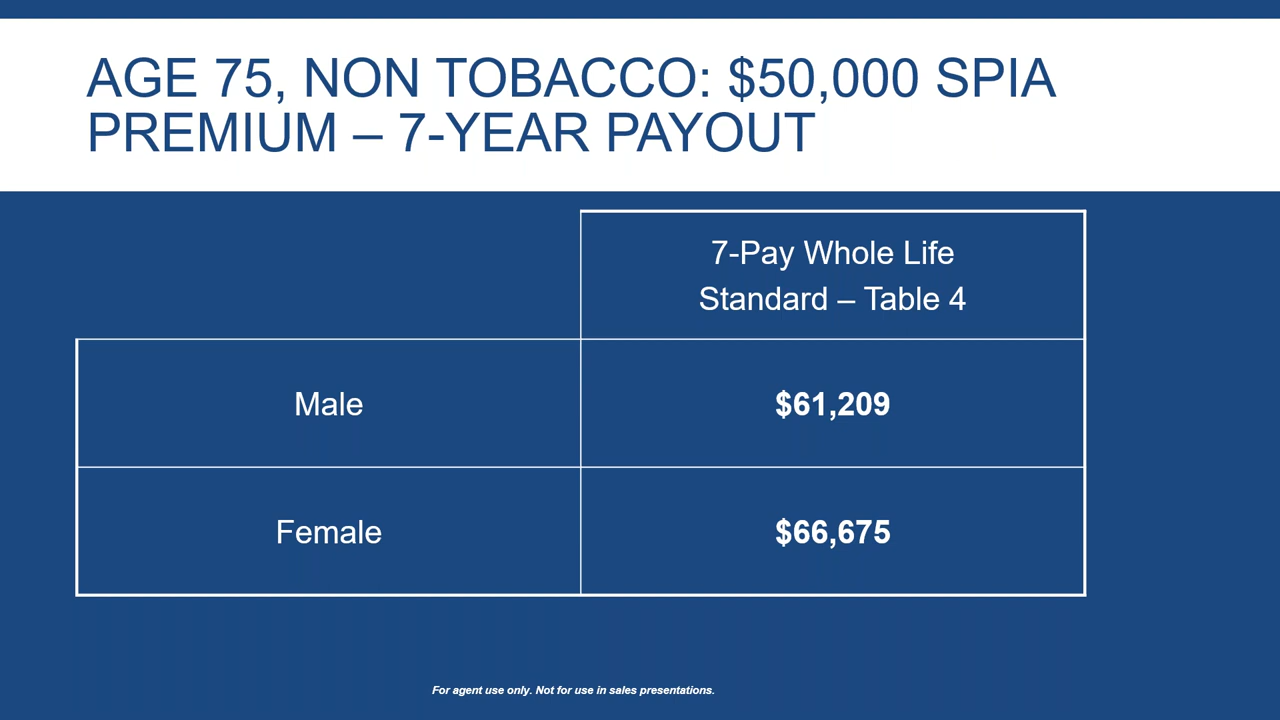 AGE 75, NON TOBACCO: $50,000 SPIA
PREMIUM – 7-YEAR PAYOUT
7-Pay Whole Life
Standard – Table 4
Male
$61,209
Female
$66,675
For agent use only. Not for use in sales presentations.